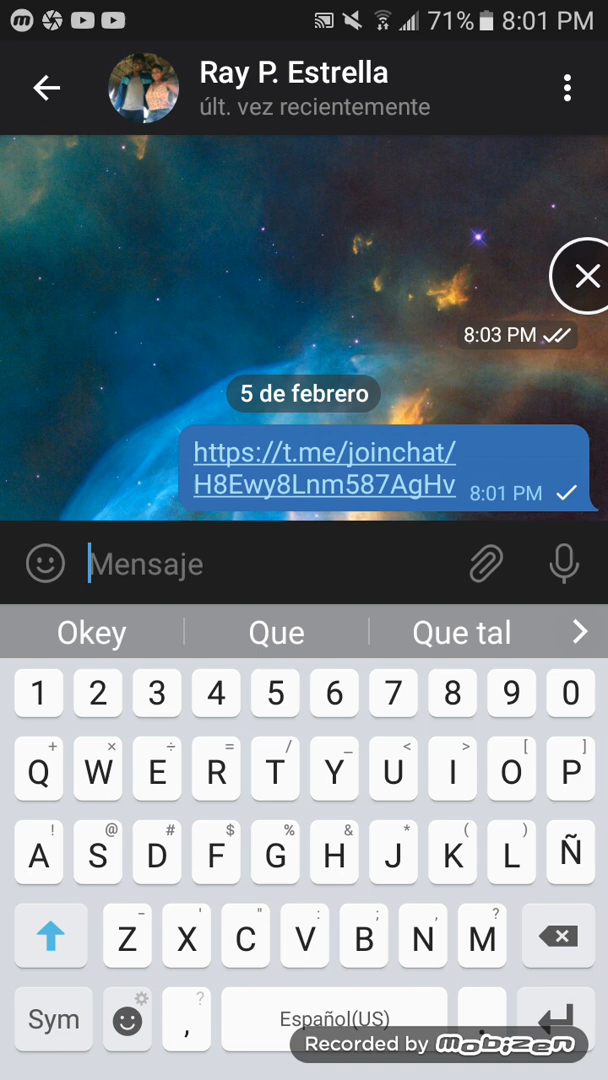 71% 8:01 PM
Ray P. Estrella
últ. vez recientemente
8:03 PM
5 de febrero
https://t.me/joinchat/
H8Ewy8Lnm587AgHv 8:01 PM
Mensaje
Okey Que Que tal
1 2 3 4 5 6 7 8 9 0
+ × ÷ = / _ < > [ ]
Q W E R T Y U I O P
! @ # $ % & * ( )
A S D F G H J K L Ñ
- ' " : ; , ?
Z X C V B N M
?
Sym , Español(US) .
Recorded by mobizen